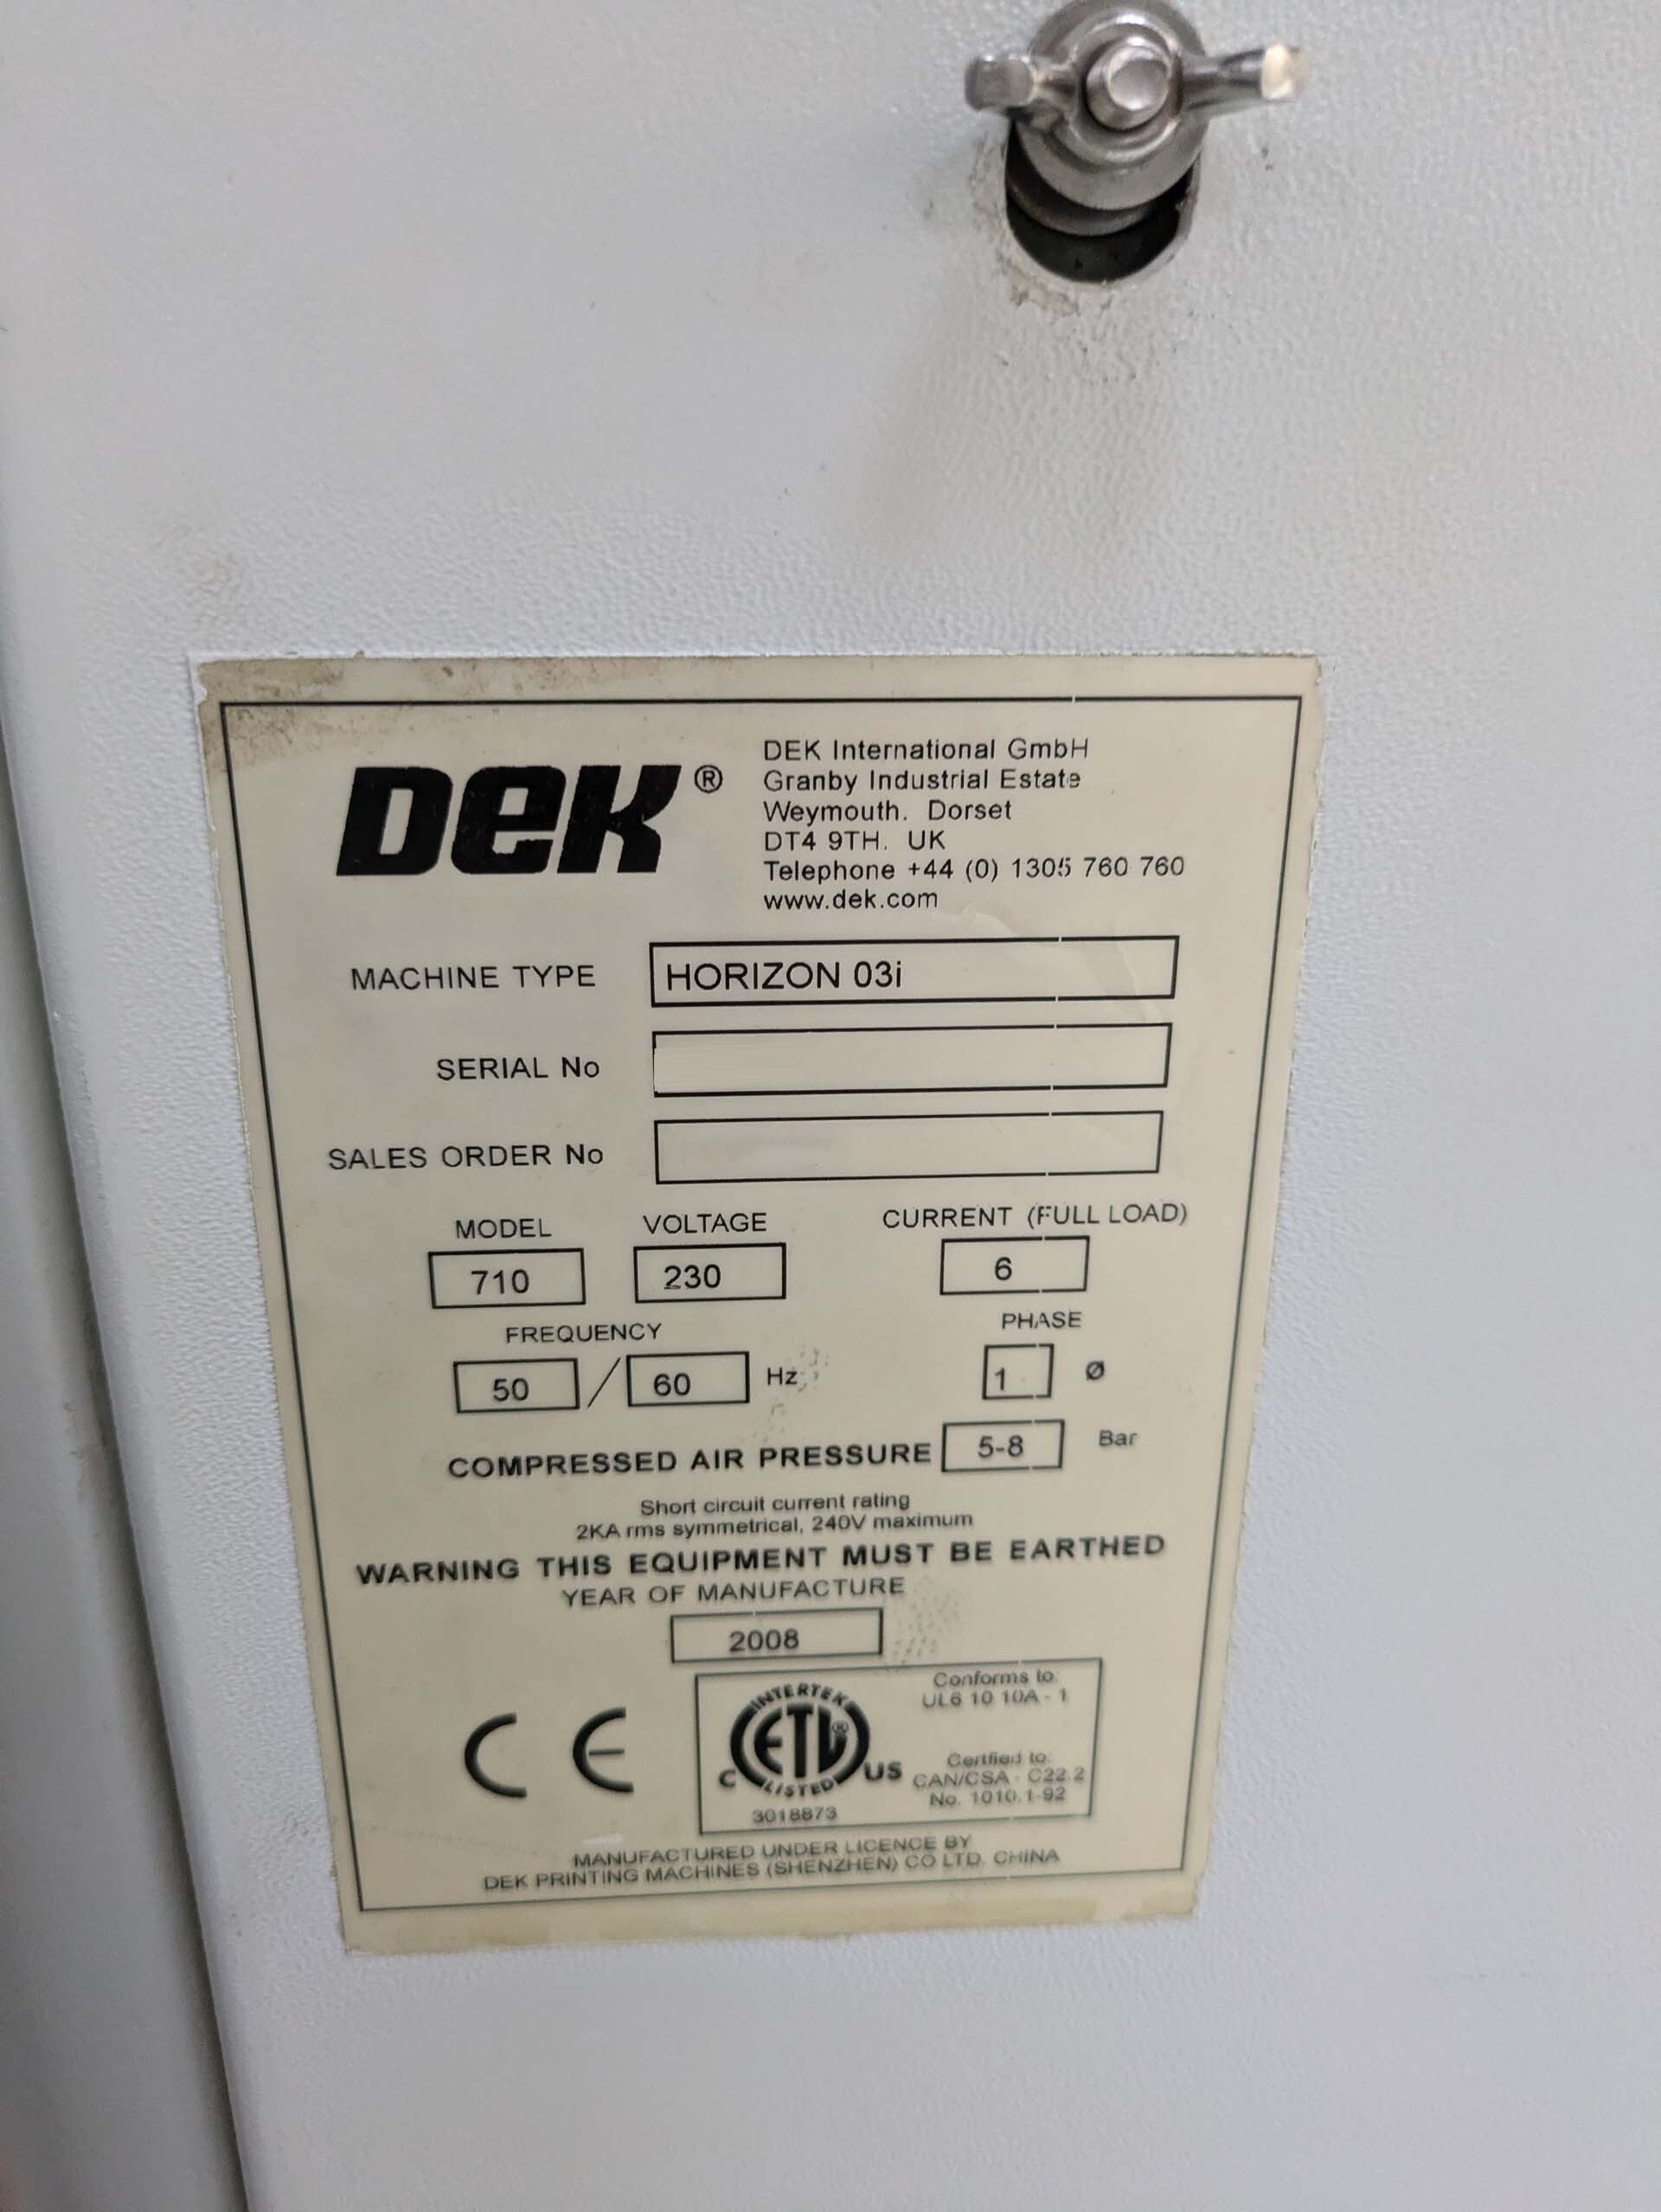 DEK®
DEK International GmbH
Granby Industrial Estate
Weymouth. Dorset
DT4 9TH. UK
Telephone +44 (0) 1305 760 760
www.dek.com
MACHINE TYPE HORIZON 03i
SERIAL No
SALES ORDER No
MODEL VOLTAGE CURRENT (FULL LOAD)
710 230 6
FREQUENCY PHASE
50 / 60 Hz 1 Ø
COMPRESSED AIR PRESSURE 5-8 Bar
Short circuit current rating
2KA rms symmetrical, 240V maximum
WARNING THIS EQUIPMENT MUST BE EARTHED
YEAR OF MANUFACTURE
2008
CE
INTERTEK
ETL®
LISTED
C US
3018873
Conforms to:
UL6 10 10A - 1
Certfied to:
CAN/CSA - C22.2
No. 1010.1-92
MANUFACTURED UNDER LICENCE BY
DEK PRINTING MACHINES (SHENZHEN) CO LTD. CHINA